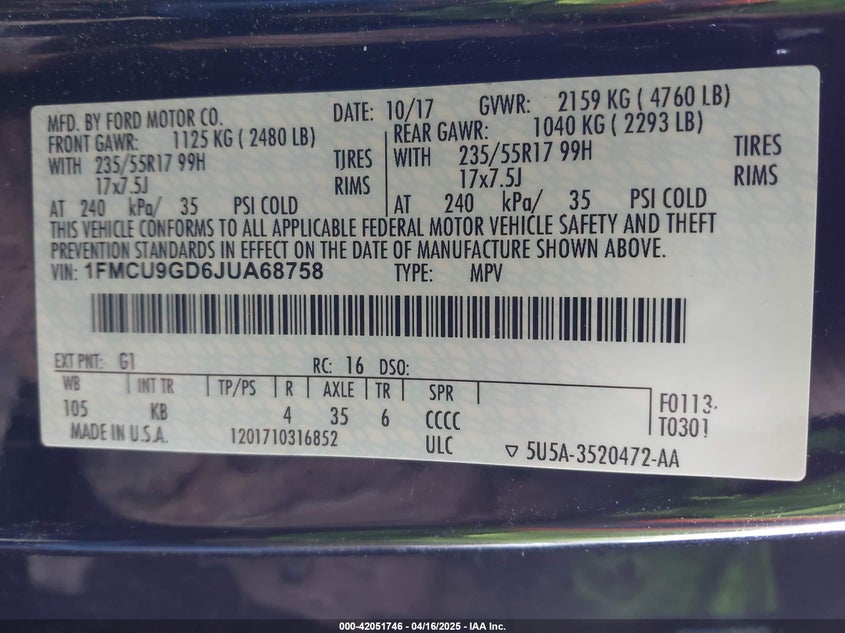 MFD. BY FORD MOTOR CO. DATE: 10/17 GVWR: 2159 KG ( 4760 LB)
FRONT GAWR: 1125 KG ( 2480 LB) REAR GAWR: 1040 KG ( 2293 LB)
WITH 235/55R17 99H TIRES WITH 235/55R17 99H TIRES
17x7.5J RIMS 17x7.5J RIMS
AT 240 kPa/ 35 PSI COLD AT 240 kPa/ 35 PSI COLD
THIS VEHICLE CONFORMS TO ALL APPLICABLE FEDERAL MOTOR VEHICLE SAFETY AND THEFT
PREVENTION STANDARDS IN EFFECT ON THE DATE OF MANUFACTURE SHOWN ABOVE.
VIN: 1FMCU9GD6JUA68758 TYPE: MPV
EXT PNT: G1 RC: 16 DSO:
WB INT TR TP/PS R AXLE TR SPR
105 KB 4 35 6 CCCC
F0113
T0301
MADE IN U.S.A. 1201710316852 ULC 5U5A-3520472-AA
000-42051746 - 04/16/2025 - IAA Inc.